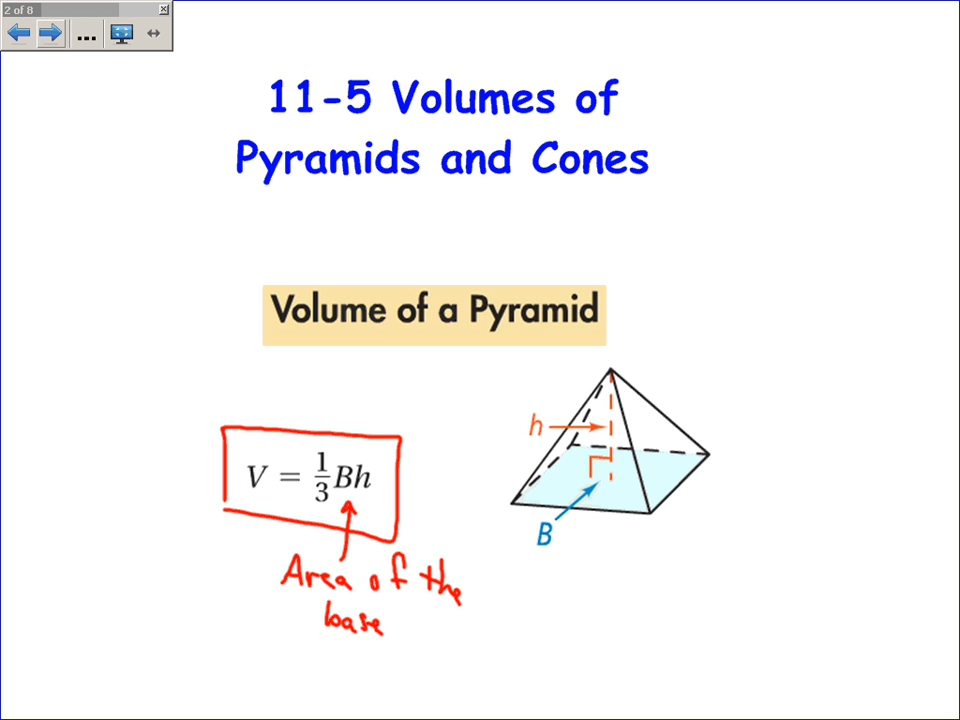 2 of 8
...
11-5 Volumes of
Pyramids and Cones
Volume of a Pyramid
h
V = 1/3 Bh
B
Area of the
base